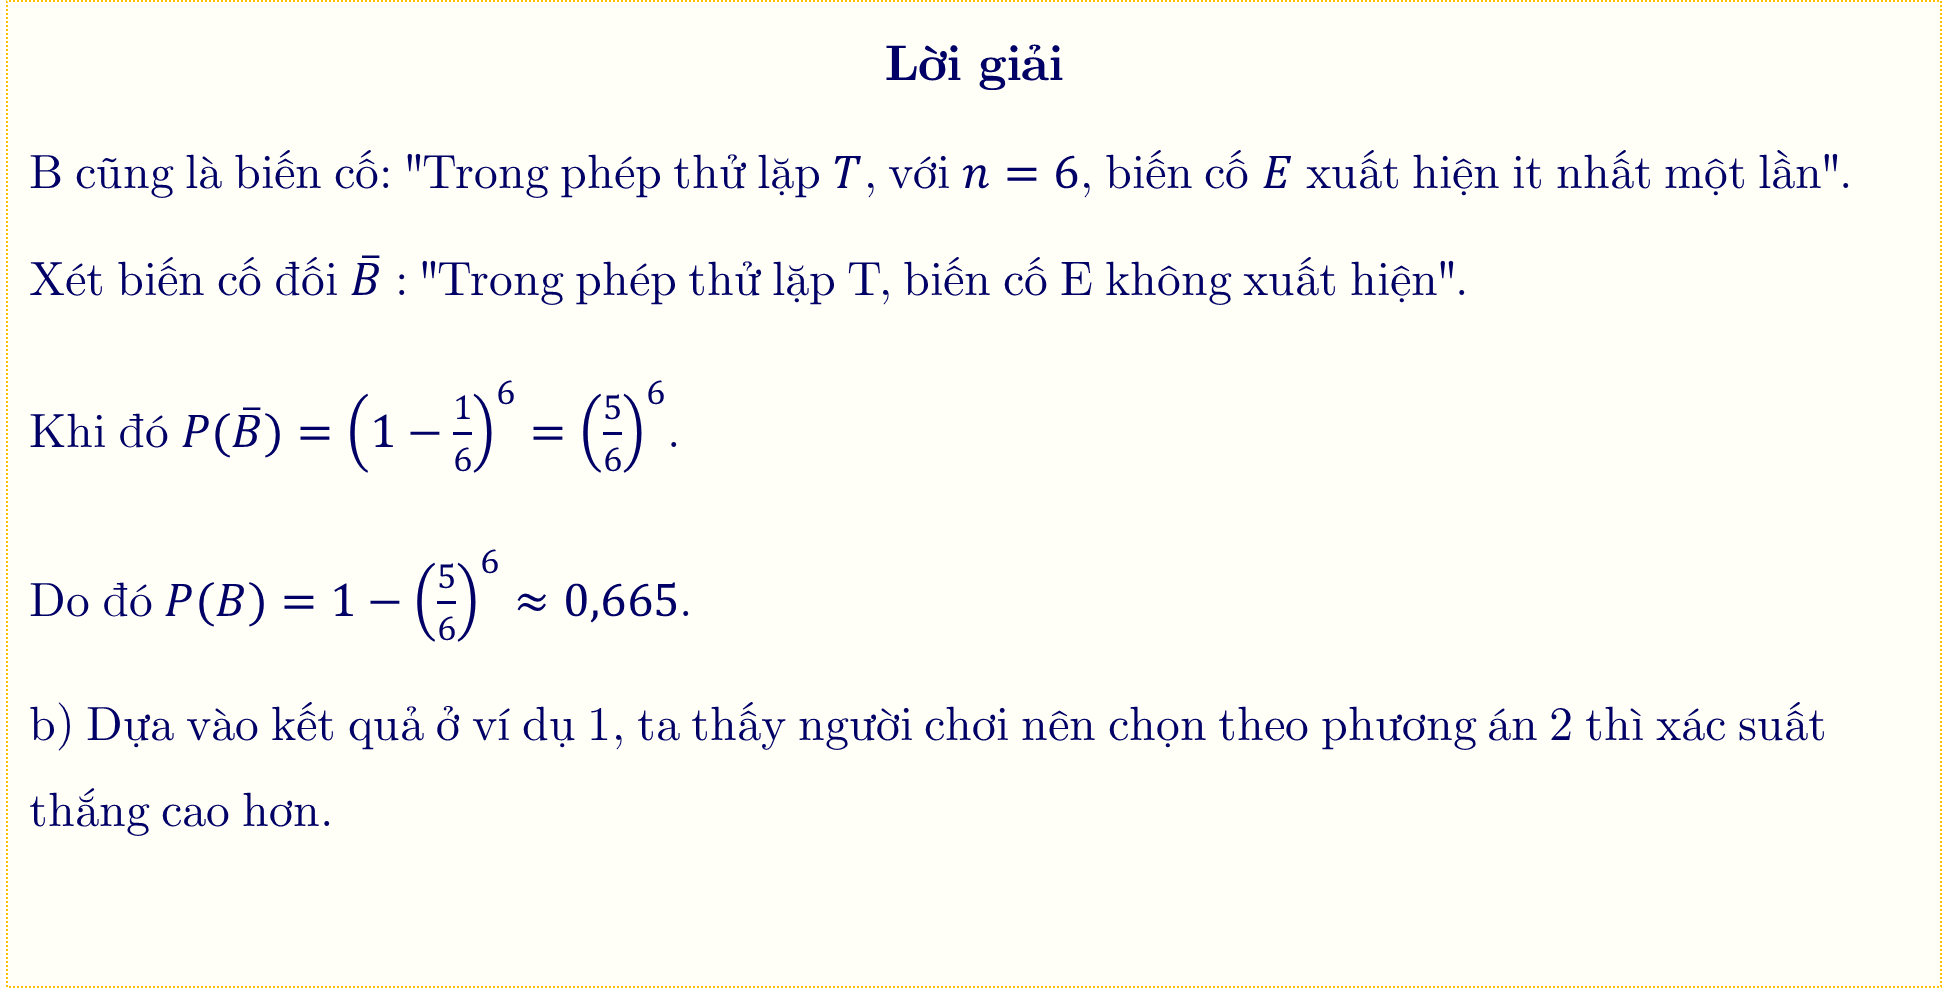 Lời giải
B cũng là biến cố: "Trong phép thử lặp T, với n = 6, biến cố E xuất hiện it nhất một lần".
Xét biến cố đối B̄ : "Trong phép thử lặp T, biến cố E không xuất hiện".
Khi đó P(B̄) = (1 − 1/6)^6 = (5/6)^6.
Do đó P(B) = 1 − (5/6)^6 ≈ 0,665.
b) Dựa vào kết quả ở ví dụ 1, ta thấy người chơi nên chọn theo phương án 2 thì xác suất
thắng cao hơn.